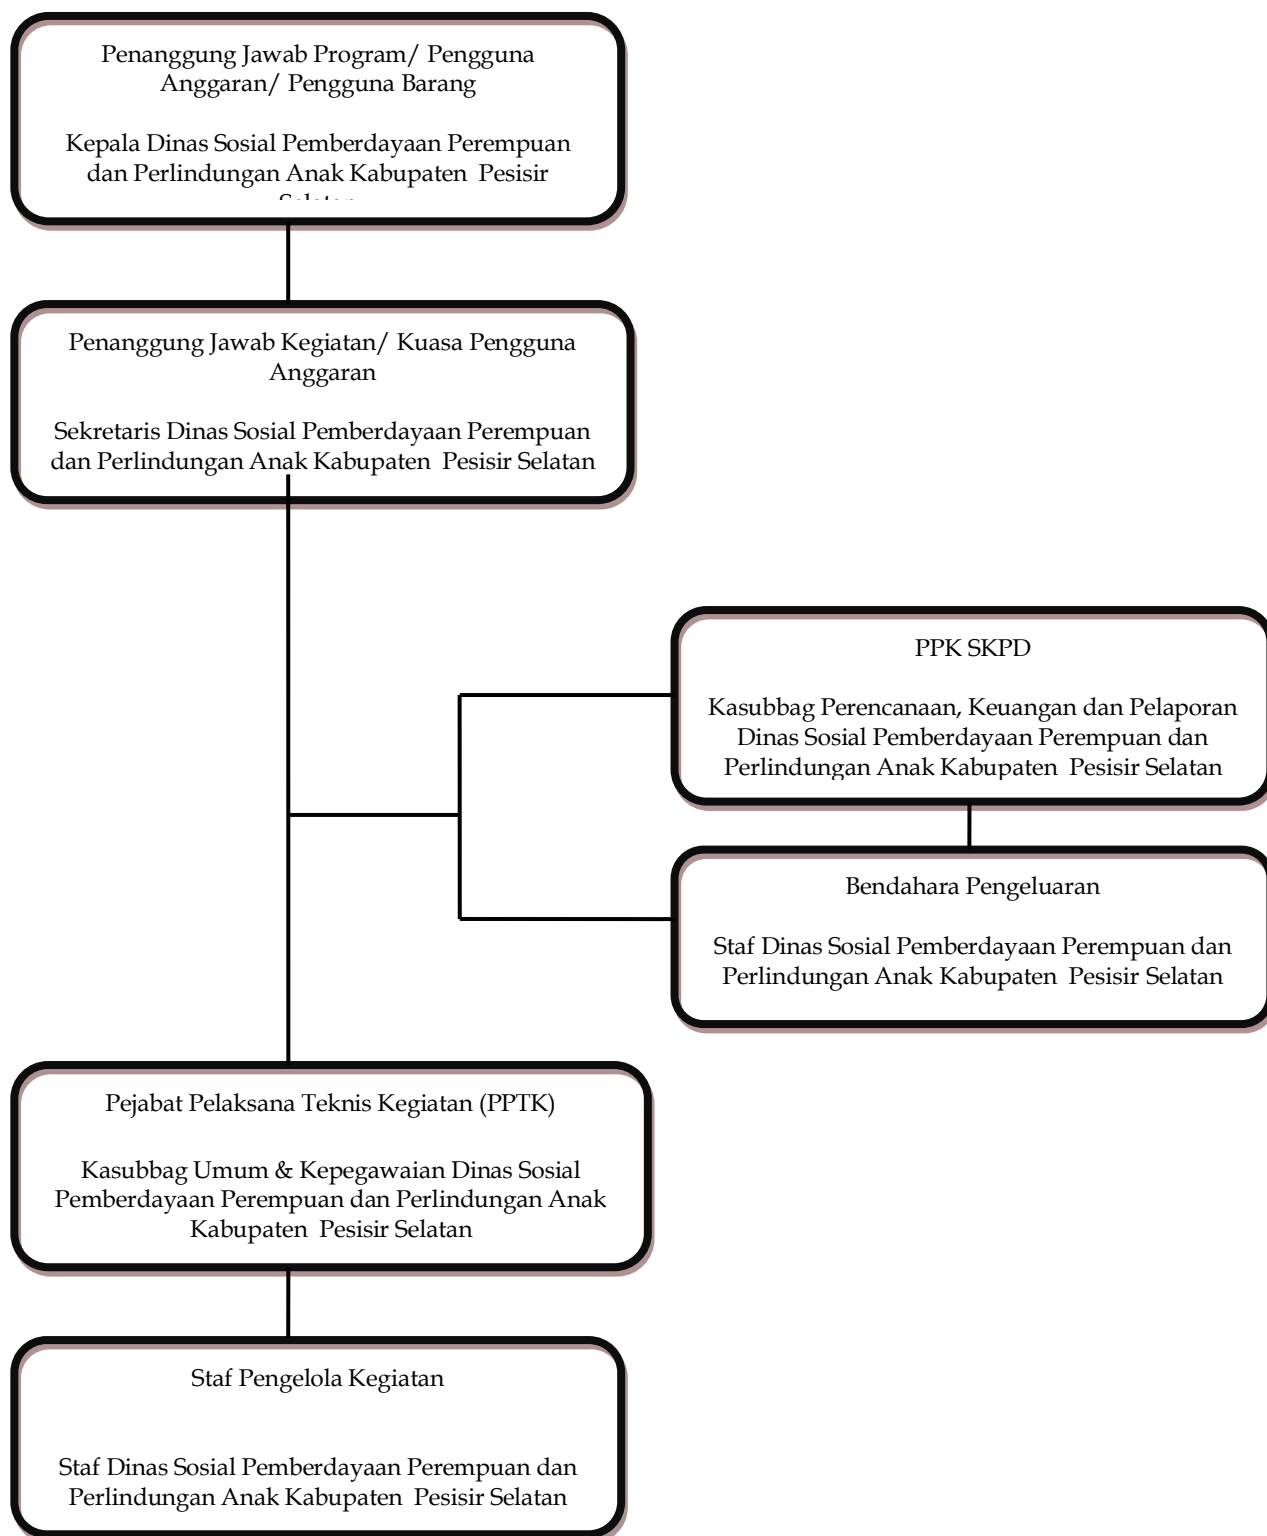 Penanggung Jawab Program/ Pengguna
Anggaran/ Pengguna Barang
Kepala Dinas Sosial Pemberdayaan Perempuan
dan Perlindungan Anak Kabupaten Pesisir
Penanggung Jawab Kegiatan/ Kuasa Pengguna
Anggaran
Sekretaris Dinas Sosial Pemberdayaan Perempuan
dan Perlindungan Anak Kabupaten Pesisir Selatan
PPK SKPD
Kasubbag Perencanaan, Keuangan dan Pelaporan
Dinas Sosial Pemberdayaan Perempuan dan
Perlindungan Anak Kabupaten Pesisir Selatan
Bendahara Pengeluaran
Staf Dinas Sosial Pemberdayaan Perempuan dan
Perlindungan Anak Kabupaten Pesisir Selatan
Pejabat Pelaksana Teknis Kegiatan (PPTK)
Kasubbag Umum & Kepegawaian Dinas Sosial
Pemberdayaan Perempuan dan Perlindungan Anak
Kabupaten Pesisir Selatan
Staf Pengelola Kegiatan
Staf Dinas Sosial Pemberdayaan Perempuan dan
Perlindungan Anak Kabupaten Pesisir Selatan